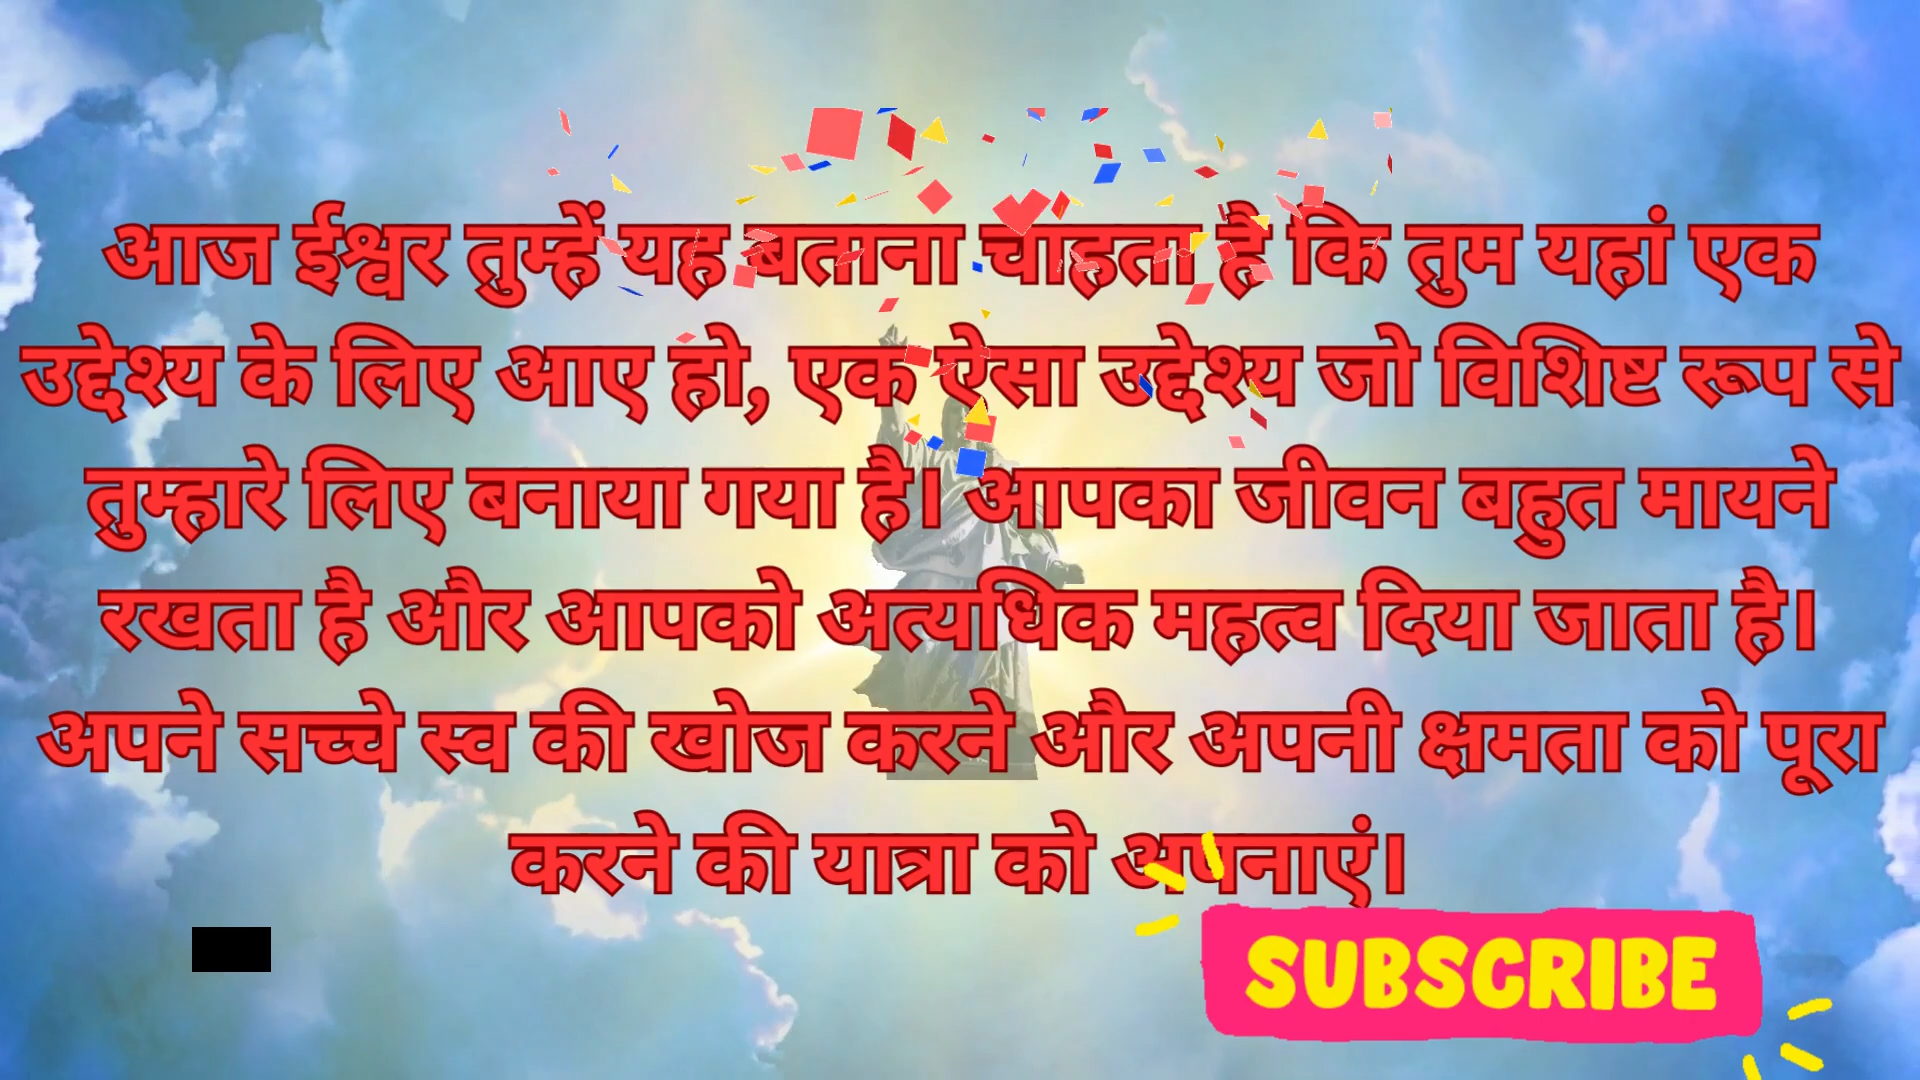 आज ईश्वर तुम्हें यह बताना चाहता है कि तुम यहां एक
उद्देश्य के लिए आए हो, एक ऐसा उद्देश्य जो विशिष्ट रूप से
तुम्हारे लिए बनाया गया है। आपका जीवन बहुत मायने
रखता है और आपको अत्यधिक महत्व दिया जाता है।
अपने सच्चे स्व की खोज करने और अपनी क्षमता को पूरा
करने की यात्रा को अपनाएं।
SUBSCRIBE